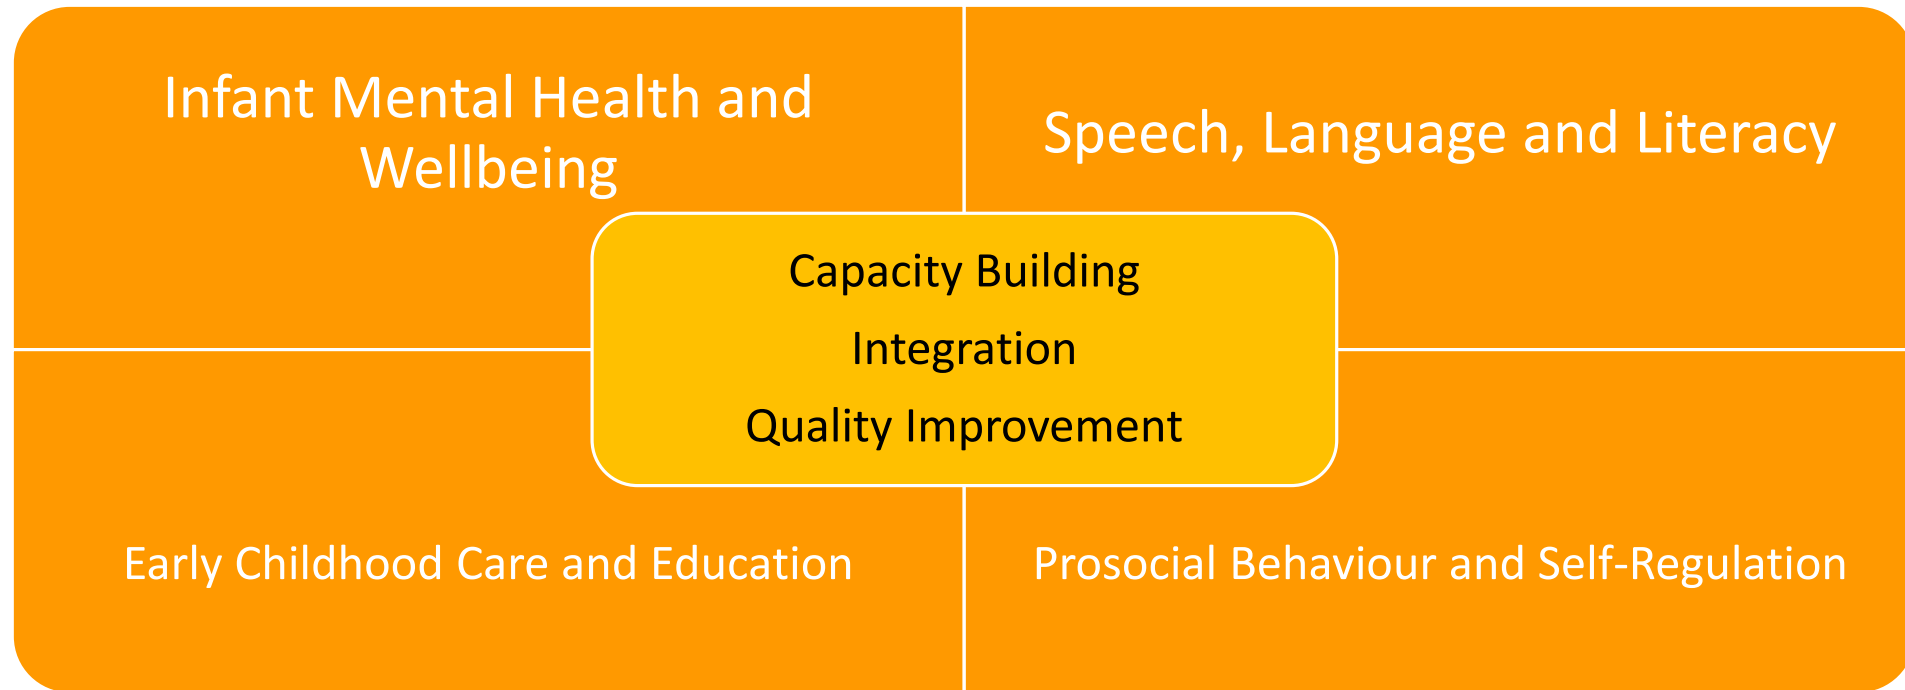 Infant Mental Health and
Wellbeing
Speech, Language and Literacy
Capacity Building
Integration
Quality Improvement
Early Childhood Care and Education
Prosocial Behaviour and Self-Regulation